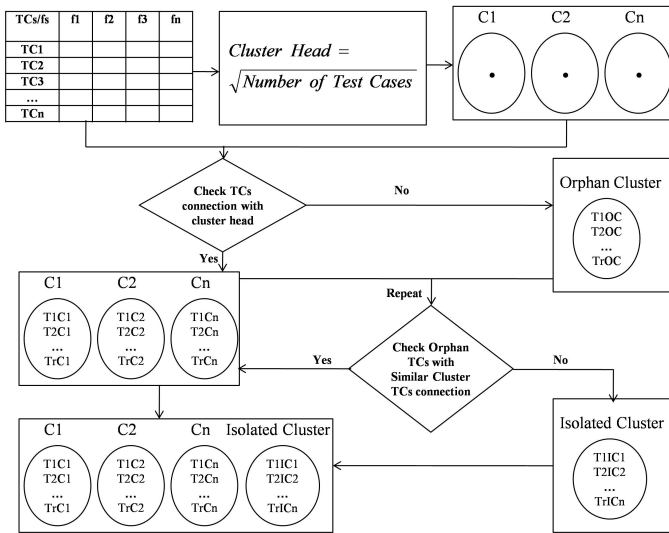 TCs/fs f1 f2 f3 fn
TC1
TC2
TC3
...
TCn
Cluster Head =
√Number of Test Cases
C1 C2 Cn
Check TCs
connection with
cluster head
No
Yes
Orphan Cluster
T1OC
T2OC
...
TrOC
C1 C2 Cn
T1C1 T1C2 T1Cn
T2C1 T2C2 T2Cn
... ... ...
TrC1 TrC2 TrCn
Repeat
Check Orphan
TCs with
Similar Cluster
TCs connection
Yes
No
Isolated Cluster
T1IC1
T2IC2
...
TrICn
C1 C2 Cn Isolated Cluster
T1C1 T1C2 T1Cn T1IC1
T2C1 T2C2 T2Cn T2IC2
... ... ... ...
TrC1 TrC2 TrCn TrICn